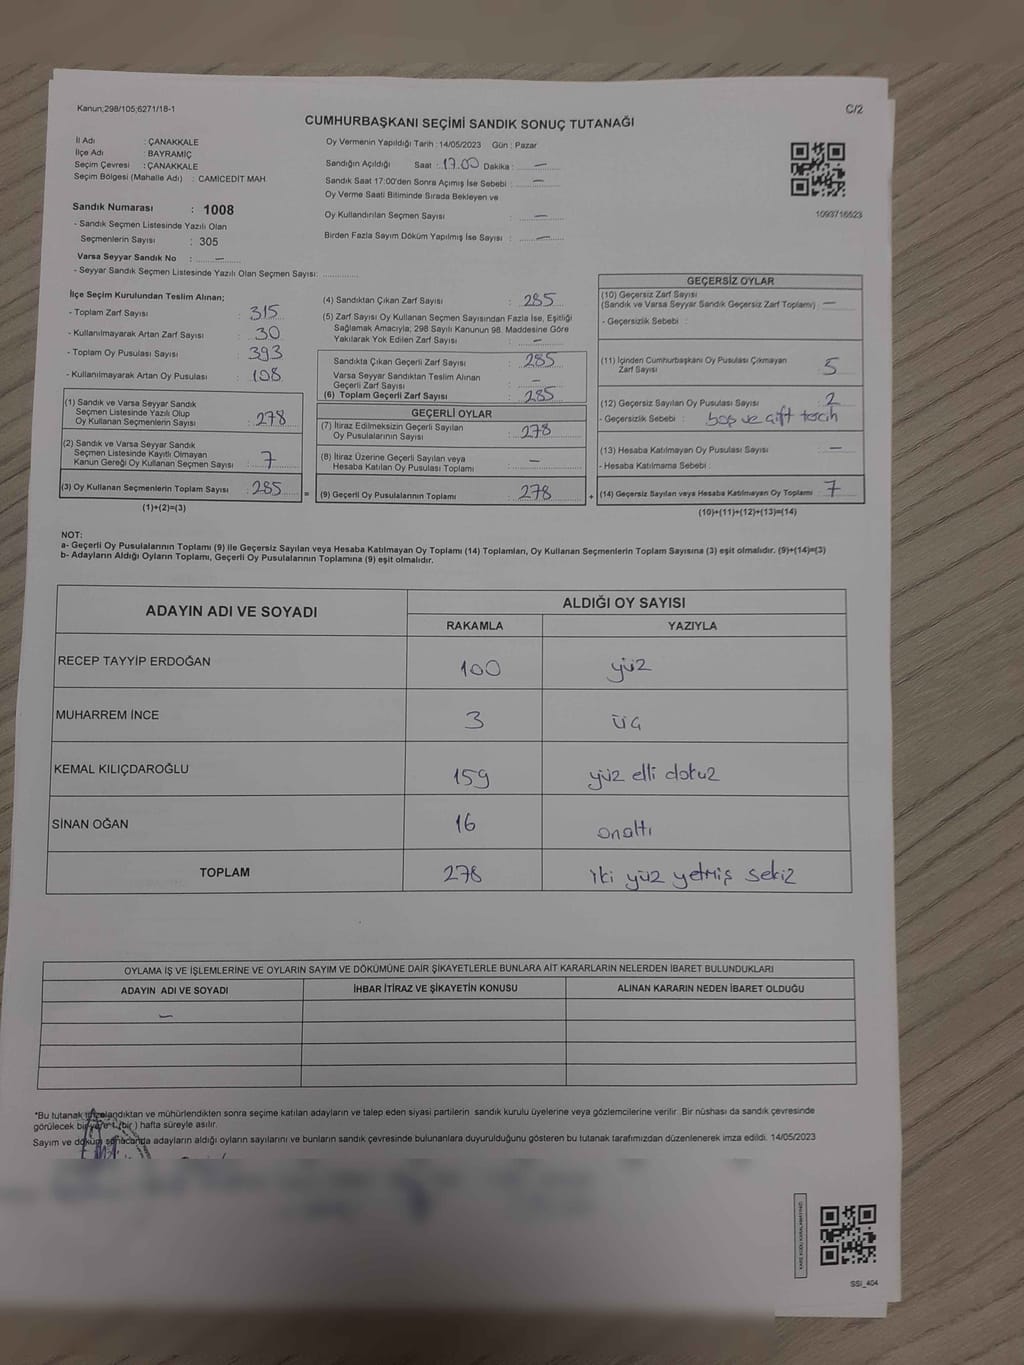 Kanun;298/105;6271/18-1
C/2
CUMHURBAŞKANI SEÇİMİ SANDIK SONUÇ TUTANAĞI
İl Adı : ÇANAKKALE
İlçe Adı : BAYRAMİÇ
Seçim Çevresi : ÇANAKKALE
Seçim Bölgesi (Mahalle Adı) : CAMİCEDİT MAH
Oy Vermenin Yapıldığı Tarih :14/05/2023 Gün : Pazar
Sandığın Açıldığı Saat : 17.00 Dakika : —
Sandık Saat 17:00'den Sonra Açımış İse Sebebi : —
Oy Verme Saati Bitiminde Sırada Bekleyen ve
Oy Kullandırılan Seçmen Sayısı : —
Birden Fazla Sayım Döküm Yapılmış İse Sayısı : —
1093716523
Sandık Numarası : 1008
- Sandık Seçmen Listesinde Yazılı Olan
Seçmenlerin Sayısı : 305
Varsa Seyyar Sandık No : —
- Seyyar Sandık Seçmen Listesinde Yazılı Olan Seçmen Sayısı:
İlçe Seçim Kurulundan Teslim Alınan;
- Toplam Zarf Sayısı : 315
- Kullanılmayarak Artan Zarf Sayısı : 30
- Toplam Oy Pusulası Sayısı : 393
- Kullanılmayarak Artan Oy Pusulası : 108
(1) Sandık ve Varsa Seyyar Sandık
Seçmen Listesinde Yazılı Olup
Oy Kullanan Seçmenlerin Sayısı : 278
(2) Sandık ve Varsa Seyyar Sandık
Seçmen Listesinde Kayıtlı Olmayan
Kanun Gereği Oy Kullanan Seçmen Sayısı : 7
(3) Oy Kullanan Seçmenlerin Toplam Sayısı : 285
(1)+(2)=(3)
(4) Sandıktan Çıkan Zarf Sayısı : 285
(5) Zarf Sayısı Oy Kullanan Seçmen Sayısından Fazla İse, Eşitliği
Sağlamak Amacıyla; 298 Sayılı Kanunun 98. Maddesine Göre
Yakılarak Yok Edilen Zarf Sayısı : —
Sandıkta Çıkan Geçerli Zarf Sayısı : 285
Varsa Seyyar Sandıktan Teslim Alınan
Geçerli Zarf Sayısı : —
(6) Toplam Geçerli Zarf Sayısı : 285
GEÇERLİ OYLAR
(7) İtiraz Edilmeksizin Geçerli Sayılan
Oy Pusulalarının Sayısı : 278
(8) İtiraz Üzerine Geçerli Sayılan veya
Hesaba Katılan Oy Pusulası Toplamı : —
= (9) Geçerli Oy Pusulalarının Toplamı : 278
GEÇERSİZ OYLAR
(10) Geçersiz Zarf Sayısı
(Sandık ve Varsa Seyyar Sandık Geçersiz Zarf Toplamı) : —
- Geçersizlik Sebebi :
(11) İçinden Cumhurbaşkanı Oy Pusulası Çıkmayan
Zarf Sayısı : 5
(12) Geçersiz Sayılan Oy Pusulası Sayısı : 2
- Geçersizlik Sebebi : boş ve çift tercih
(13) Hesaba Katılmayan Oy Pusulası Sayısı : —
- Hesaba Katılmama Sebebi :
+ (14) Geçersiz Sayılan veya Hesaba Katılmayan Oy Toplamı : 7
(10)+(11)+(12)+(13)=(14)
NOT:
a- Geçerli Oy Pusulalarının Toplamı (9) ile Geçersiz Sayılan veya Hesaba Katılmayan Oy Toplamı (14) Toplamları, Oy Kullanan Seçmenlerin Toplam Sayısına (3) eşit olmalıdır. (9)+(14)=(3)
b- Adayların Aldığı Oyların Toplamı, Geçerli Oy Pusulalarının Toplamına (9) eşit olmalıdır.
ADAYIN ADI VE SOYADI ALDIĞI OY SAYISI
RAKAMLA YAZIYLA
RECEP TAYYİP ERDOĞAN 100 yüz
MUHARREM İNCE 3 üç
KEMAL KILIÇDAROĞLU 159 yüz elli dokuz
SİNAN OĞAN 16 onaltı
TOPLAM 278 iki yüz yetmiş sekiz
OYLAMA İŞ VE İŞLEMLERİNE VE OYLARIN SAYIM VE DÖKÜMÜNE DAİR ŞİKAYETLERLE BUNLARA AİT KARARLARIN NELERDEN İBARET BULUNDUKLARI
ADAYIN ADI VE SOYADI İHBAR İTİRAZ VE ŞİKAYETİN KONUSU ALINAN KARARIN NEDEN İBARET OLDUĞU
—
*Bu tutanak imzalandıktan ve mühürlendikten sonra seçime katılan adayların ve talep eden siyasi partilerin sandık kurulu üyelerine veya gözlemcilerine verilir. Bir nüshası da sandık çevresinde
görülecek bir yere 1 (bir) hafta süreyle asılır.
Sayım ve döküm sonucunda adayların aldığı oyların sayılarını ve bunların sandık çevresinde bulunanlara duyurulduğunu gösteren bu tutanak tarafımızdan düzenlenerek imza edildi. 14/05/2023
SSI_404